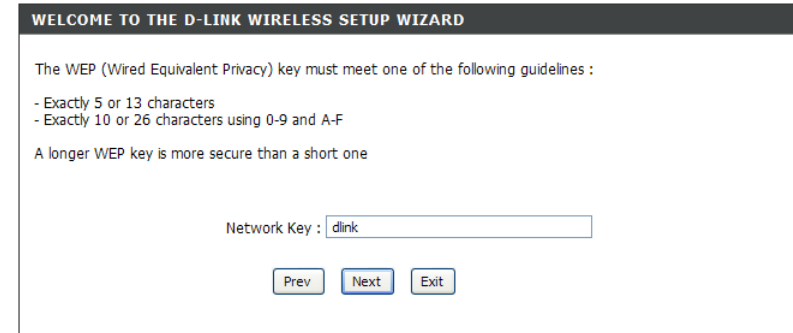 WELCOME TO THE D-LINK WIRELESS SETUP WIZARD
The WEP (Wired Equivalent Privacy) key must meet one of the following guidelines :
- Exactly 5 or 13 characters
- Exactly 10 or 26 characters using 0-9 and A-F
A longer WEP key is more secure than a short one
Network Key : dlink
Prev Next Exit